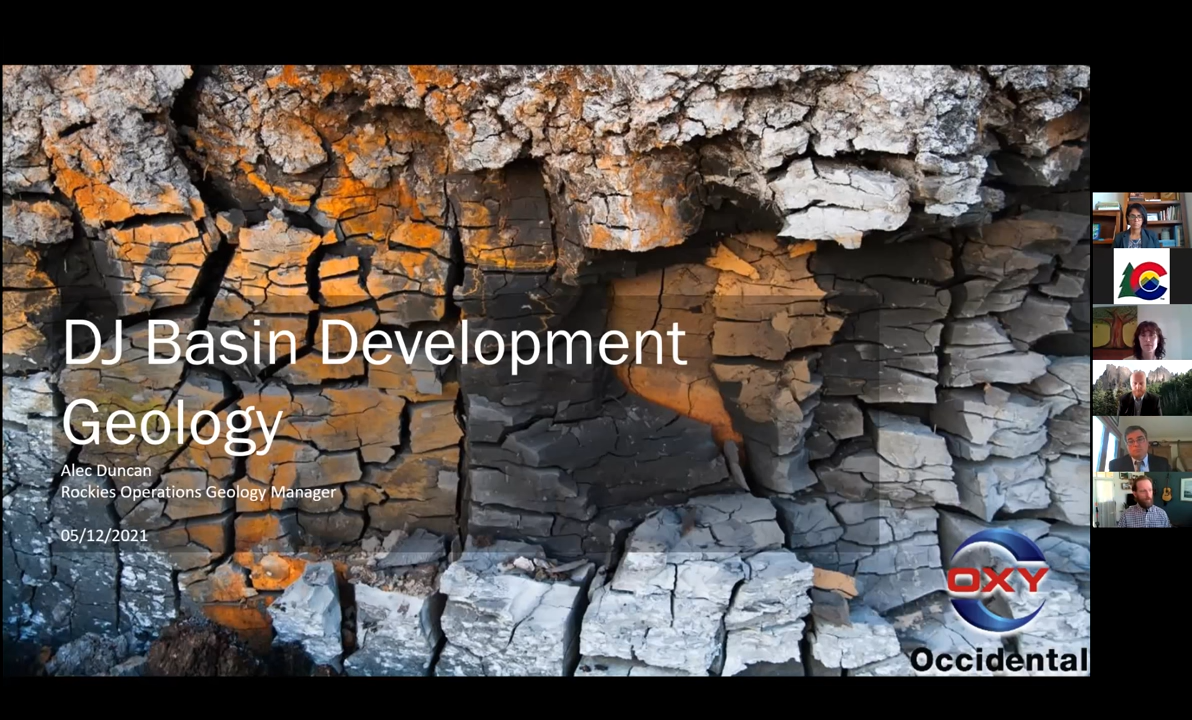 DJ Basin Development
Geology
Alec Duncan
Rockies Operations Geology Manager
05/12/2021
OXY
Occidental